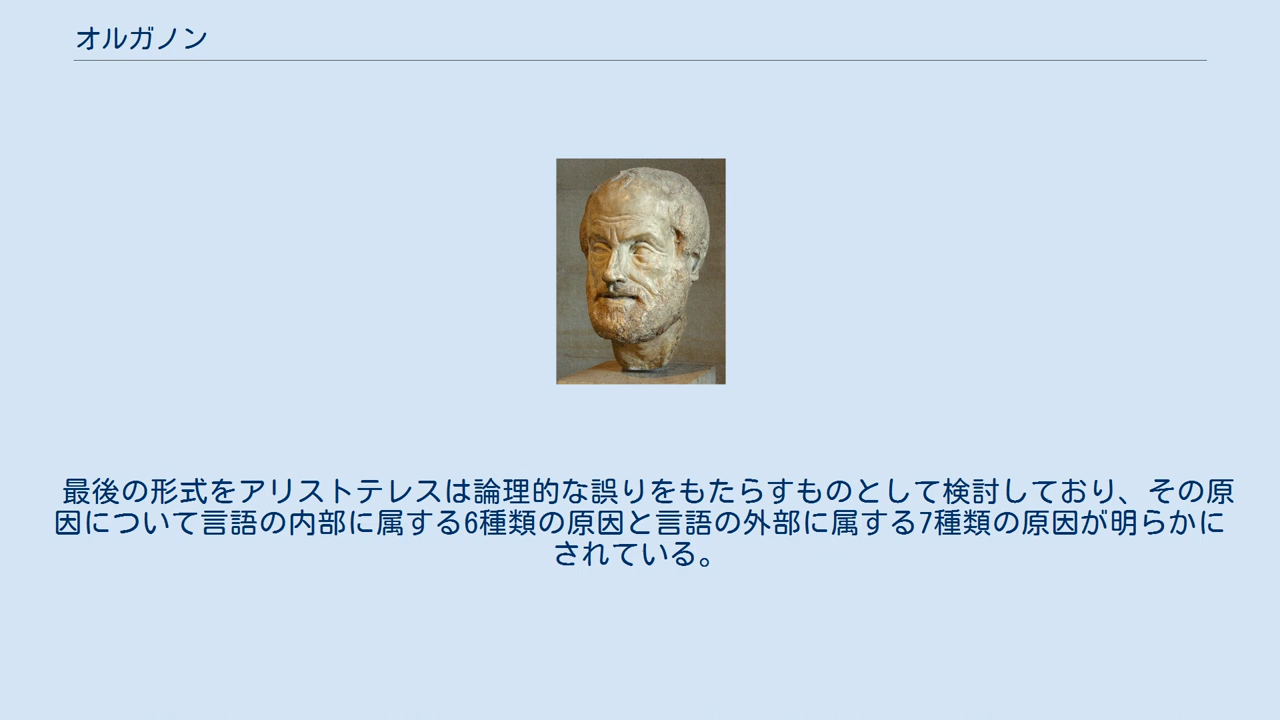 オルガノン
最後の形式をアリストテレスは論理的な誤りをもたらすものとして検討しており、その原
因について言語の内部に属する6種類の原因と言語の外部に属する7種類の原因が明らかに
されている。